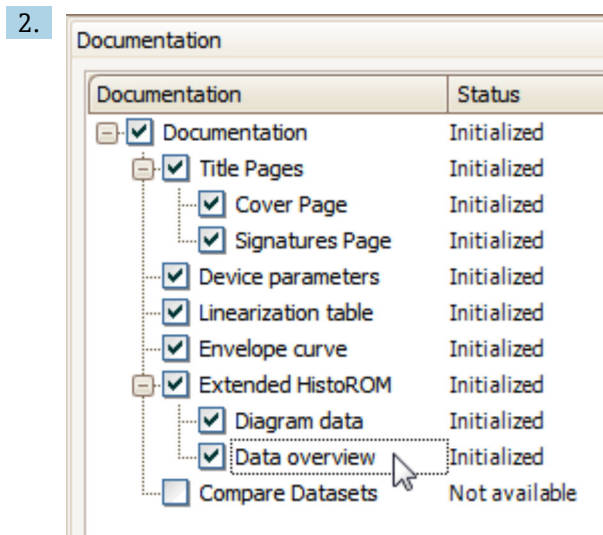 2.
Documentation
Documentation Status
Documentation Initialized
Title Pages Initialized
Cover Page Initialized
Signatures Page Initialized
Device parameters Initialized
Linearization table Initialized
Envelope curve Initialized
Extended HistoROM Initialized
Diagram data Initialized
Data overview Initialized
Compare Datasets Not available